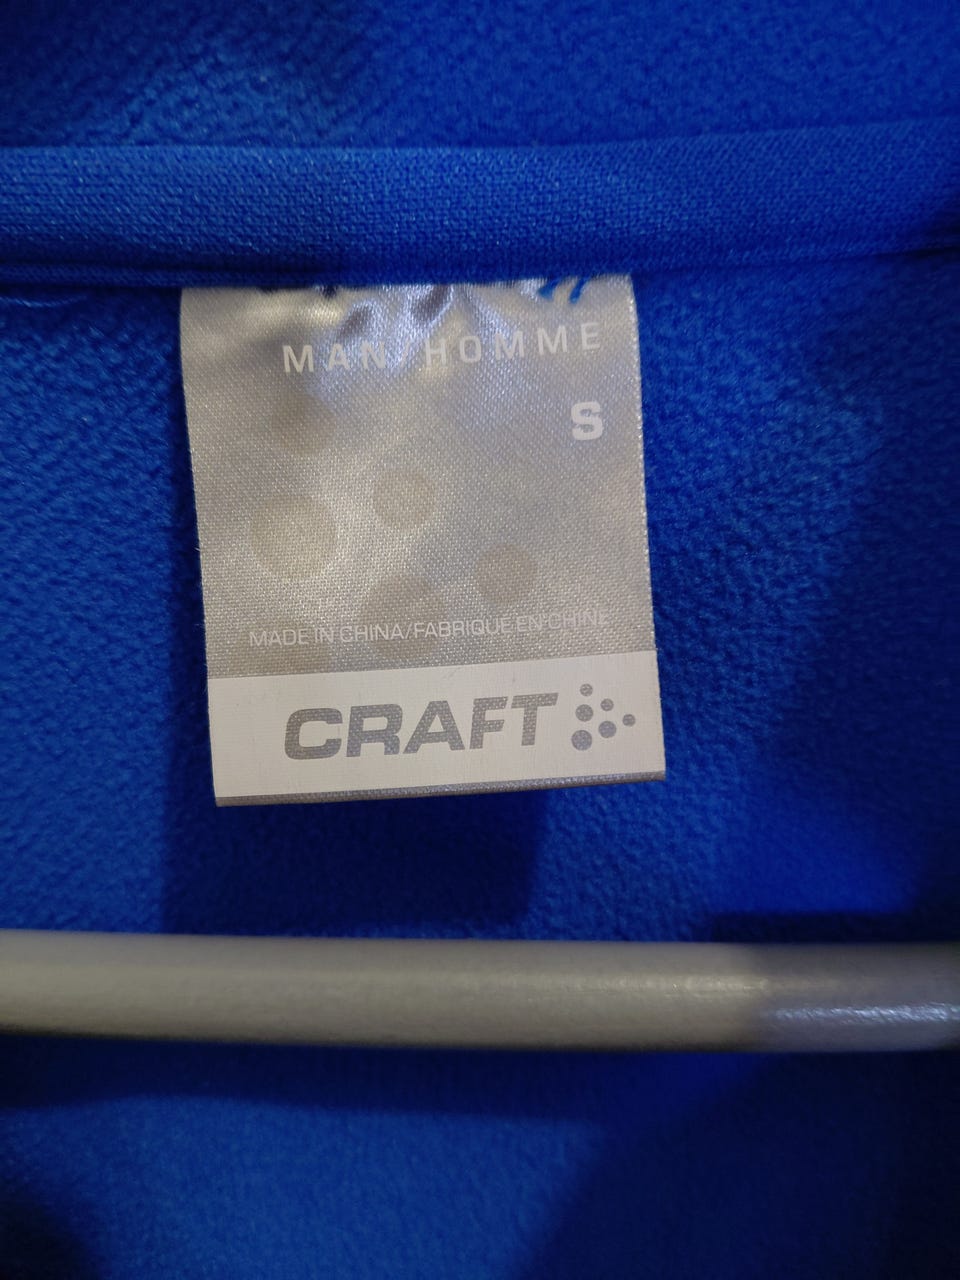 MAN/HOMME
S
MADE IN CHINA/FABRIQUE EN CHINE
CRAFT